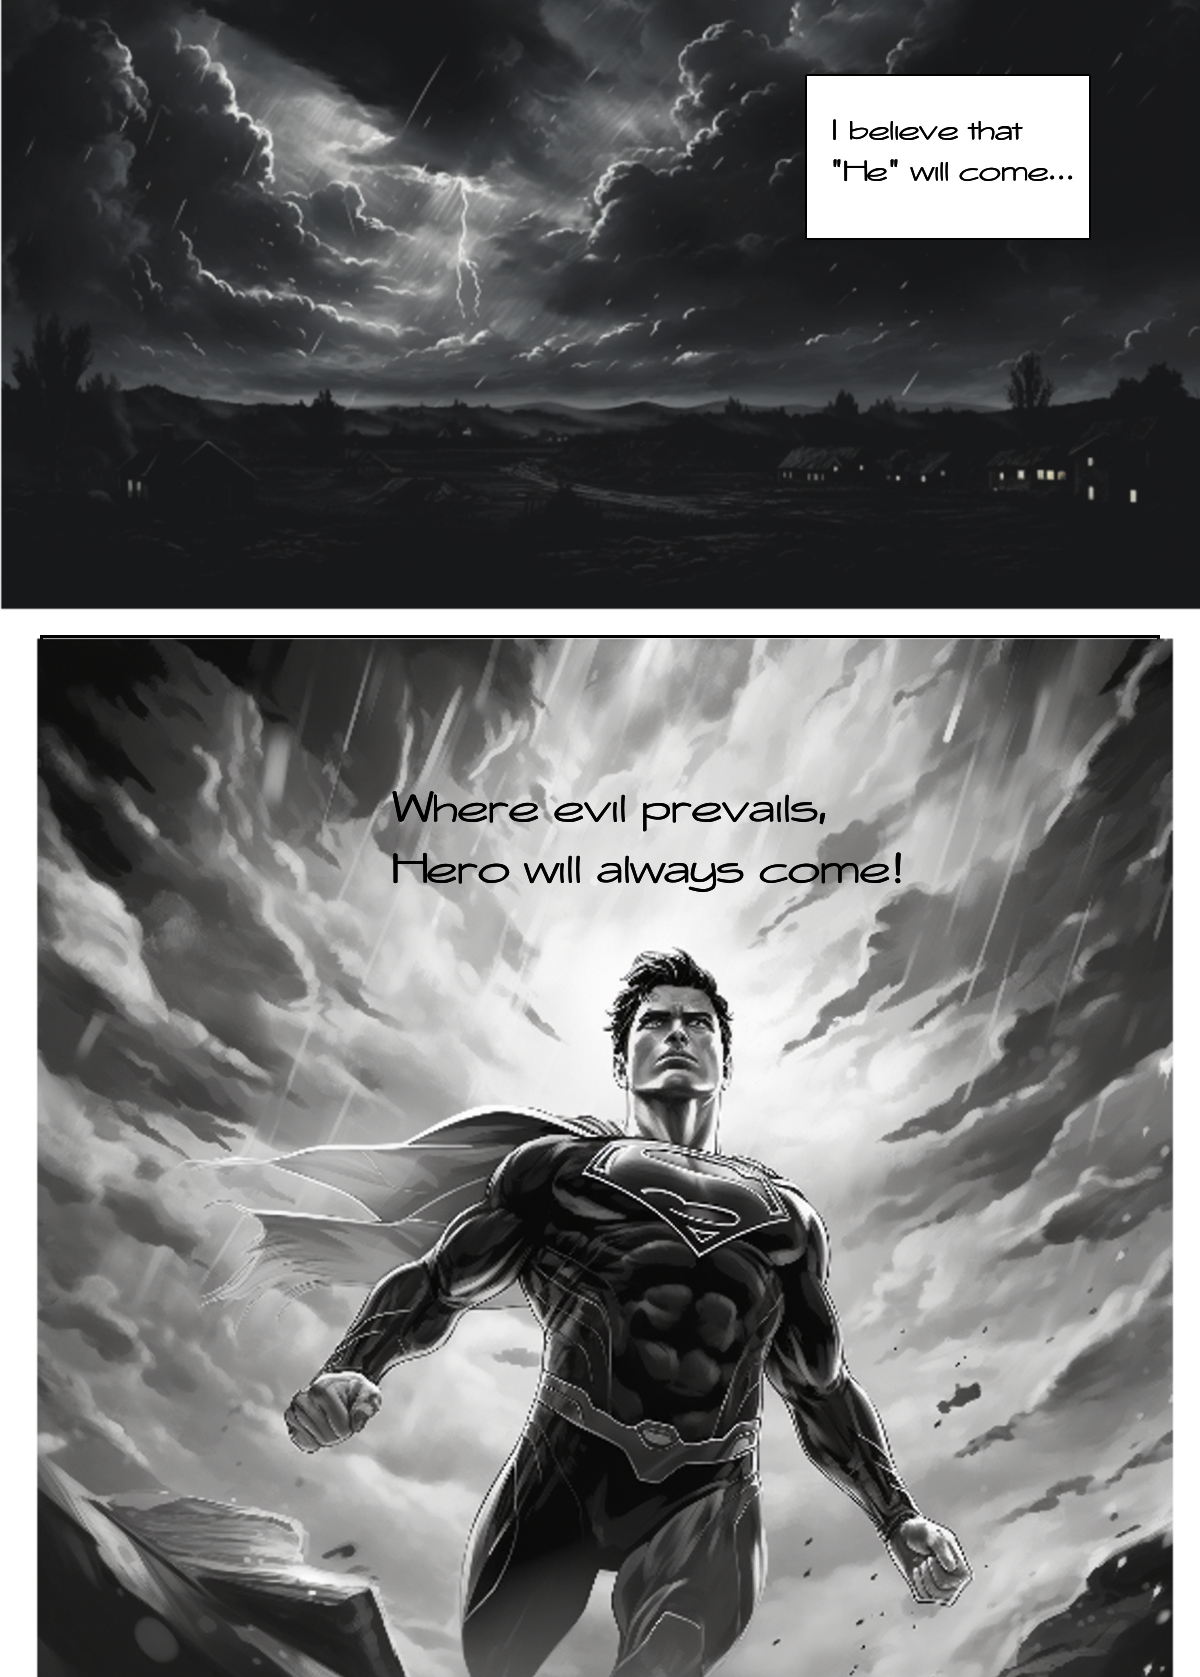 I believe that
"He" will come...
Where evil prevails,
Hero will always come!